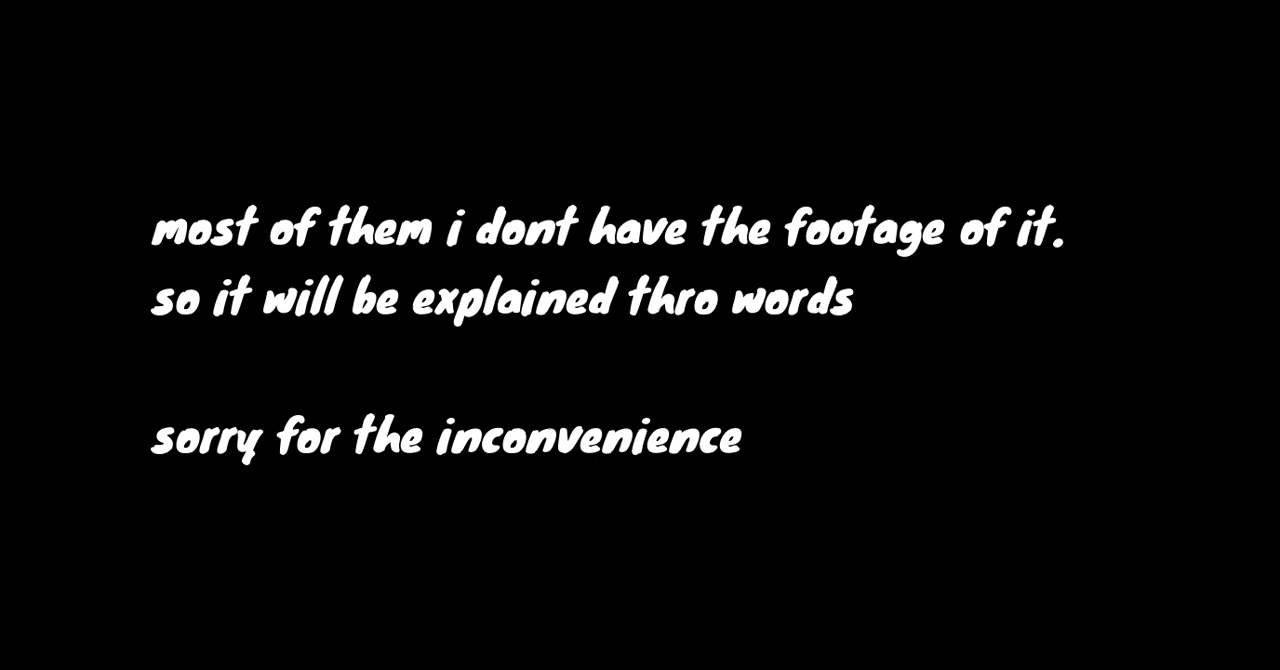 most of them i dont have the footage of it.
so it will be explained thro words
sorry for the inconvenience